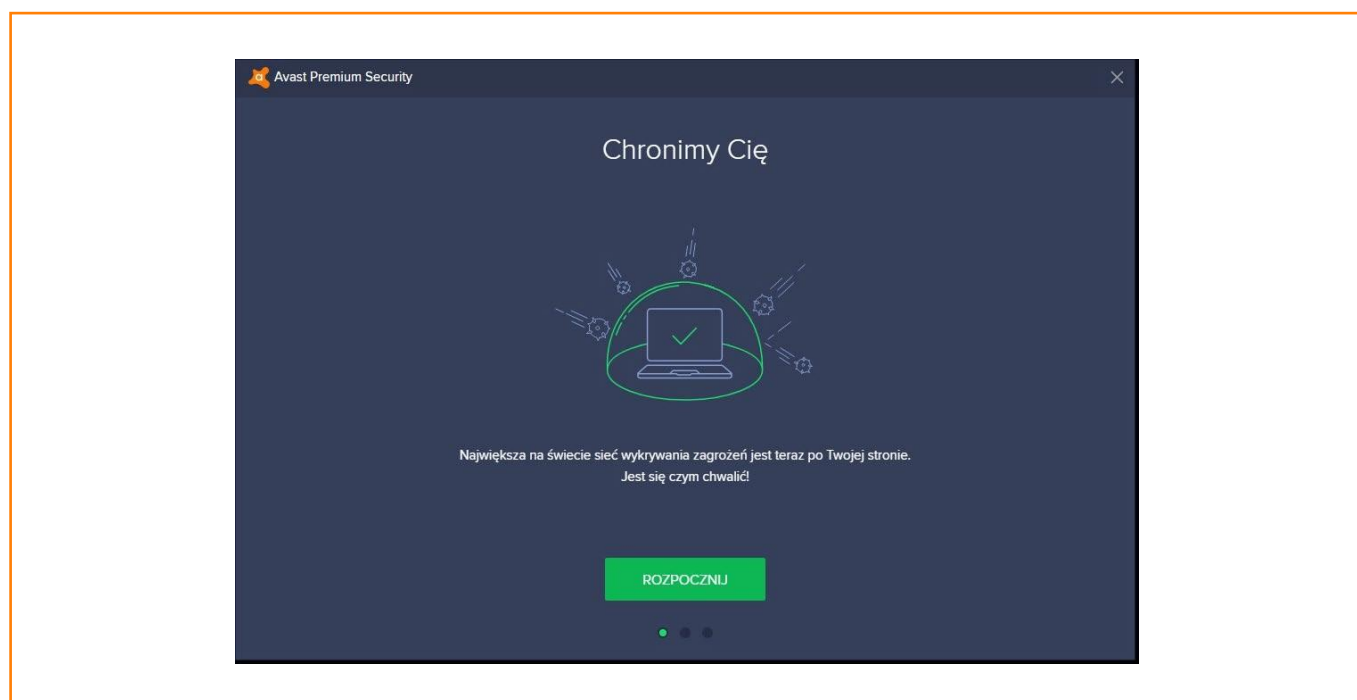 Avast Premium Security
Chronimy Cię
Największa na świecie sieć wykrywania zagrożeń jest teraz po Twojej stronie.
Jest się czym chwalić!
ROZPOCZNIJ